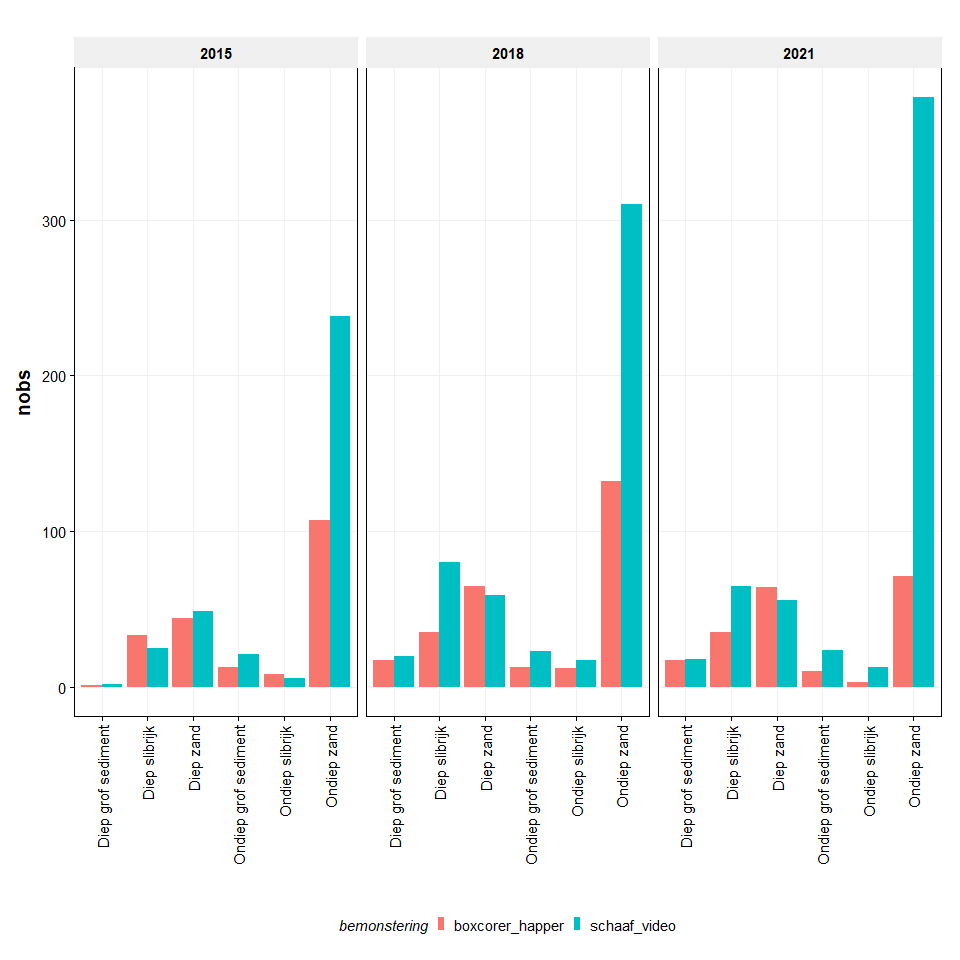 2015
2018
2021
nobs
300
200
100
0
Diep grof sediment
Diep slibrijk
Diep zand
Ondiep grof sediment
Ondiep slibrijk
Ondiep zand
Diep grof sediment
Diep slibrijk
Diep zand
Ondiep grof sediment
Ondiep slibrijk
Ondiep zand
Diep grof sediment
Diep slibrijk
Diep zand
Ondiep grof sediment
Ondiep slibrijk
Ondiep zand
bemonstering boxcorer_happer schaaf_video